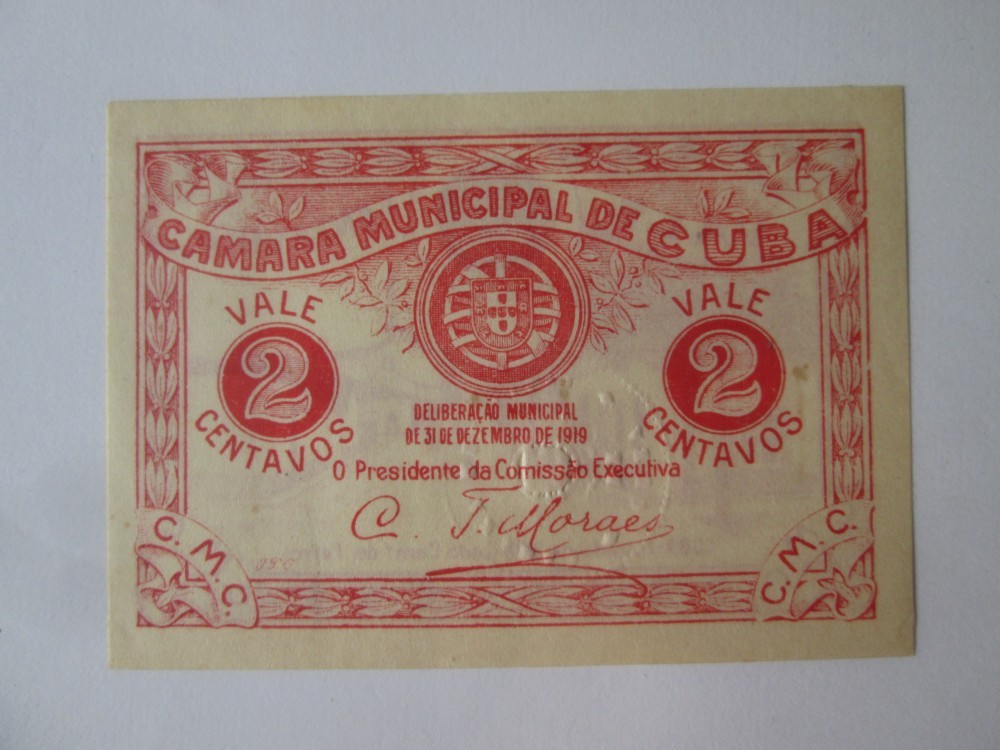 CAMARA MUNICIPAL DE CUBA
VALE
2
CENTAVOS
VALE
2
CENTAVOS
DELIBERAÇÃO MUNICIPAL
DE 31 DE DEZEMBRO DE 1919
O Presidente da Comissão Executiva
C. T. Moraes
C. M. C.
C. M. C.